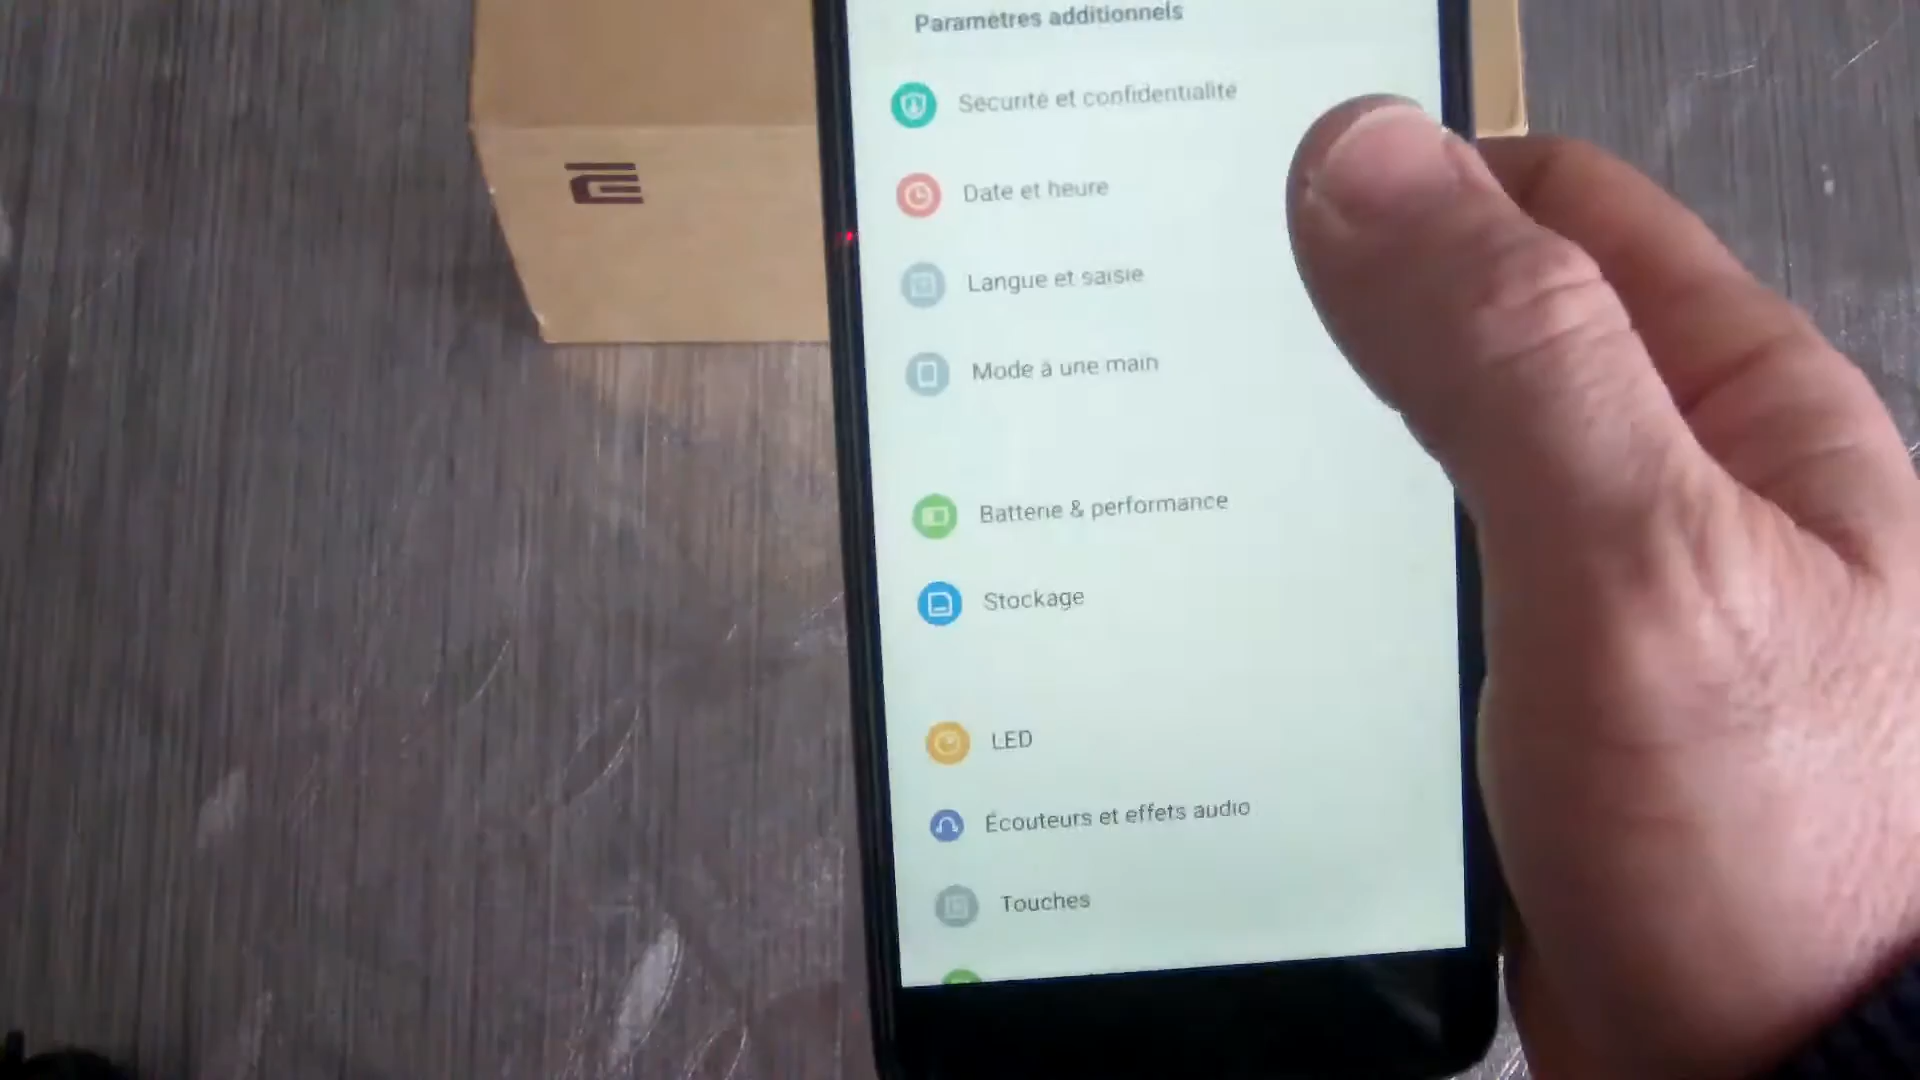 Paramètres additionnels
Sécurité et confidentialité
Date et heure
Langue et saisie
Mode à une main
Batterie & performance
Stockage
LED
Écouteurs et effets audio
Touches